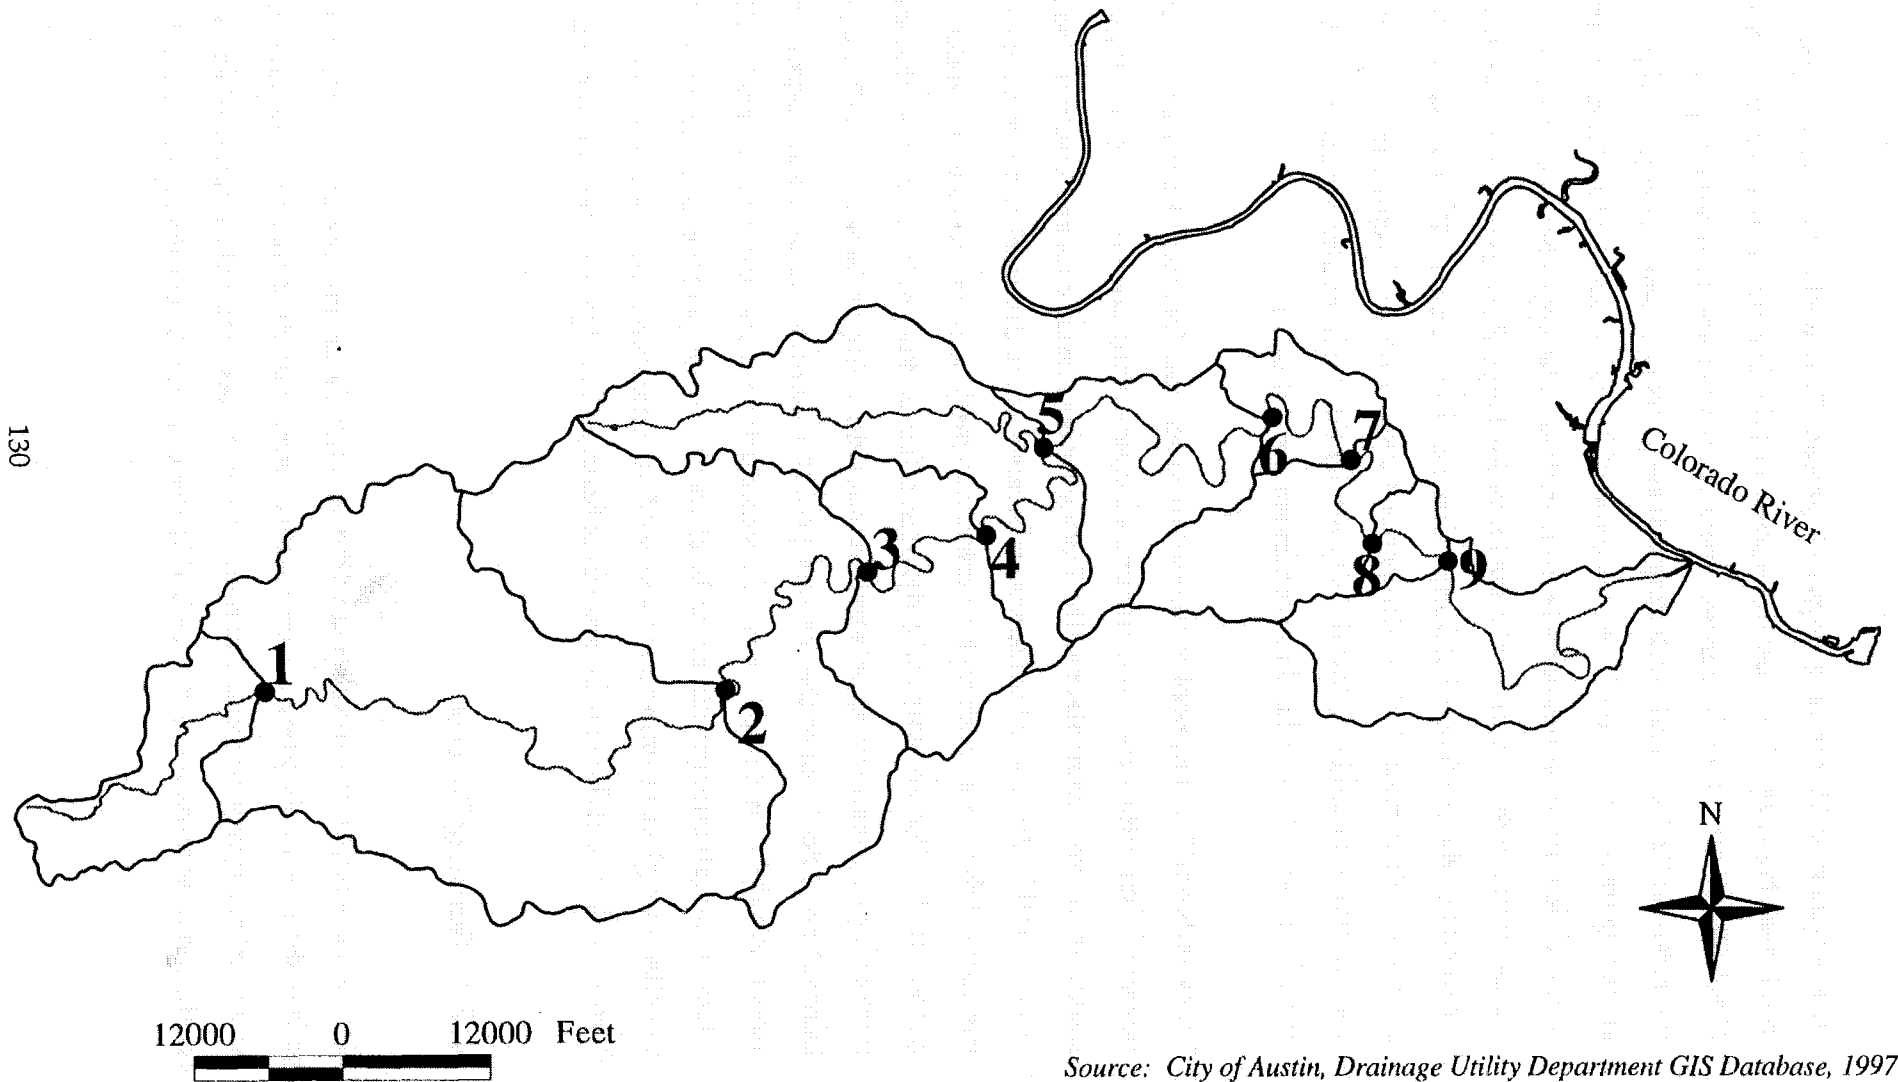 130
5
7
6
Colorado River
3
4
8
9
1
2
N
12000 0 12000 Feet
Source: City of Austin, Drainage Utility Department GIS Database, 1997